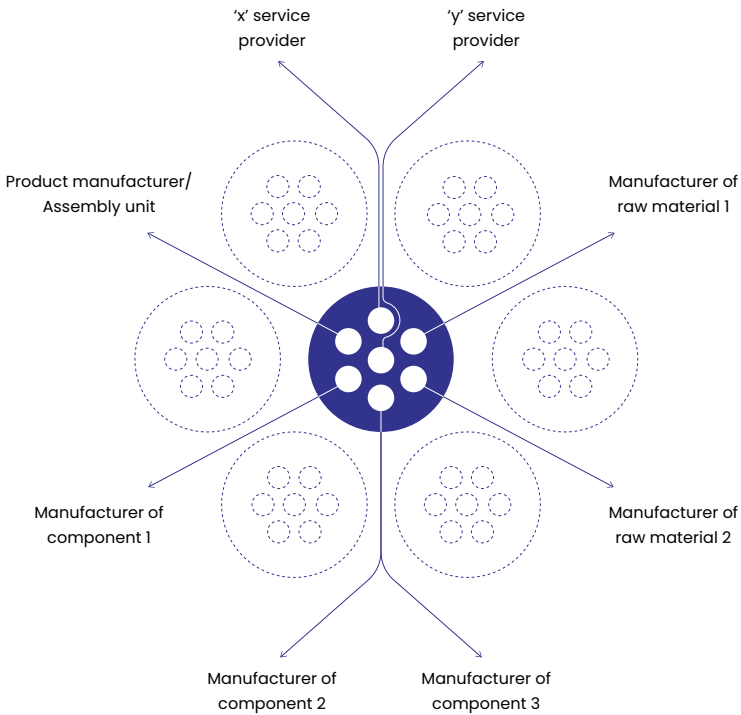 ‘x’ service
provider
‘y’ service
provider
Product manufacturer/
Assembly unit
Manufacturer of
raw material 1
Manufacturer of
component 1
Manufacturer of
raw material 2
Manufacturer of
component 2
Manufacturer of
component 3